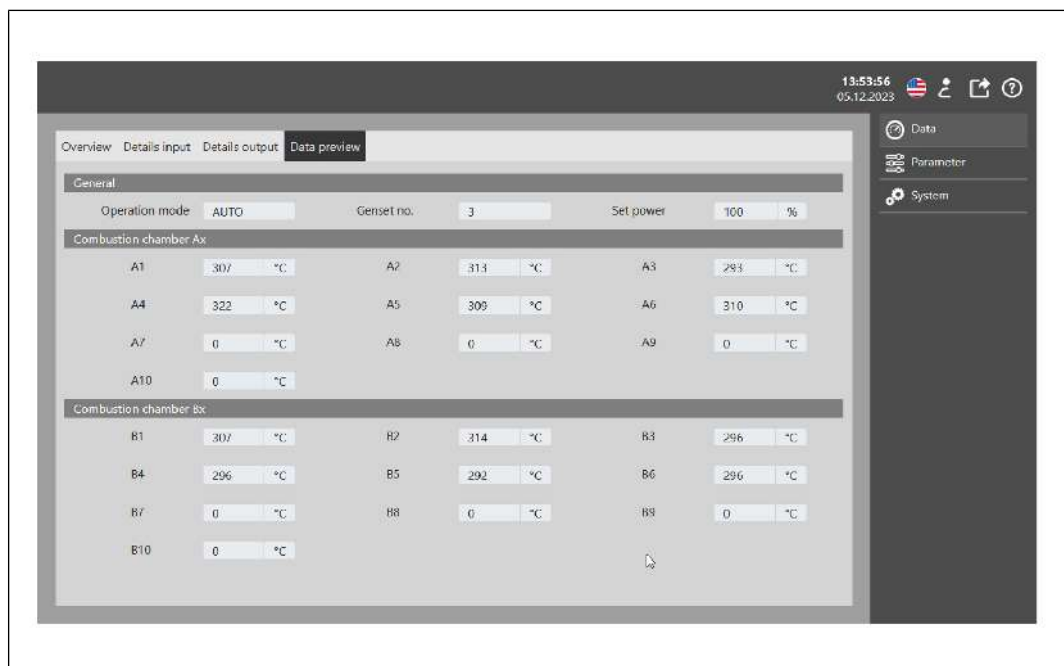 13:53:56
05.12.2023
Data
Parameter
System
Overview Details input Details output Data preview
General
Operation mode AUTO Genset no. 3 Set power 100 %
Combustion chamber Ax
A1 307 °C A2 313 °C A3 293 °C
A4 322 °C A5 309 °C A6 310 °C
A7 0 °C A8 0 °C A9 0 °C
A10 0 °C
Combustion chamber Bx
B1 307 °C B2 314 °C B3 296 °C
B4 296 °C B5 292 °C B6 296 °C
B7 0 °C B8 0 °C B9 0 °C
B10 0 °C